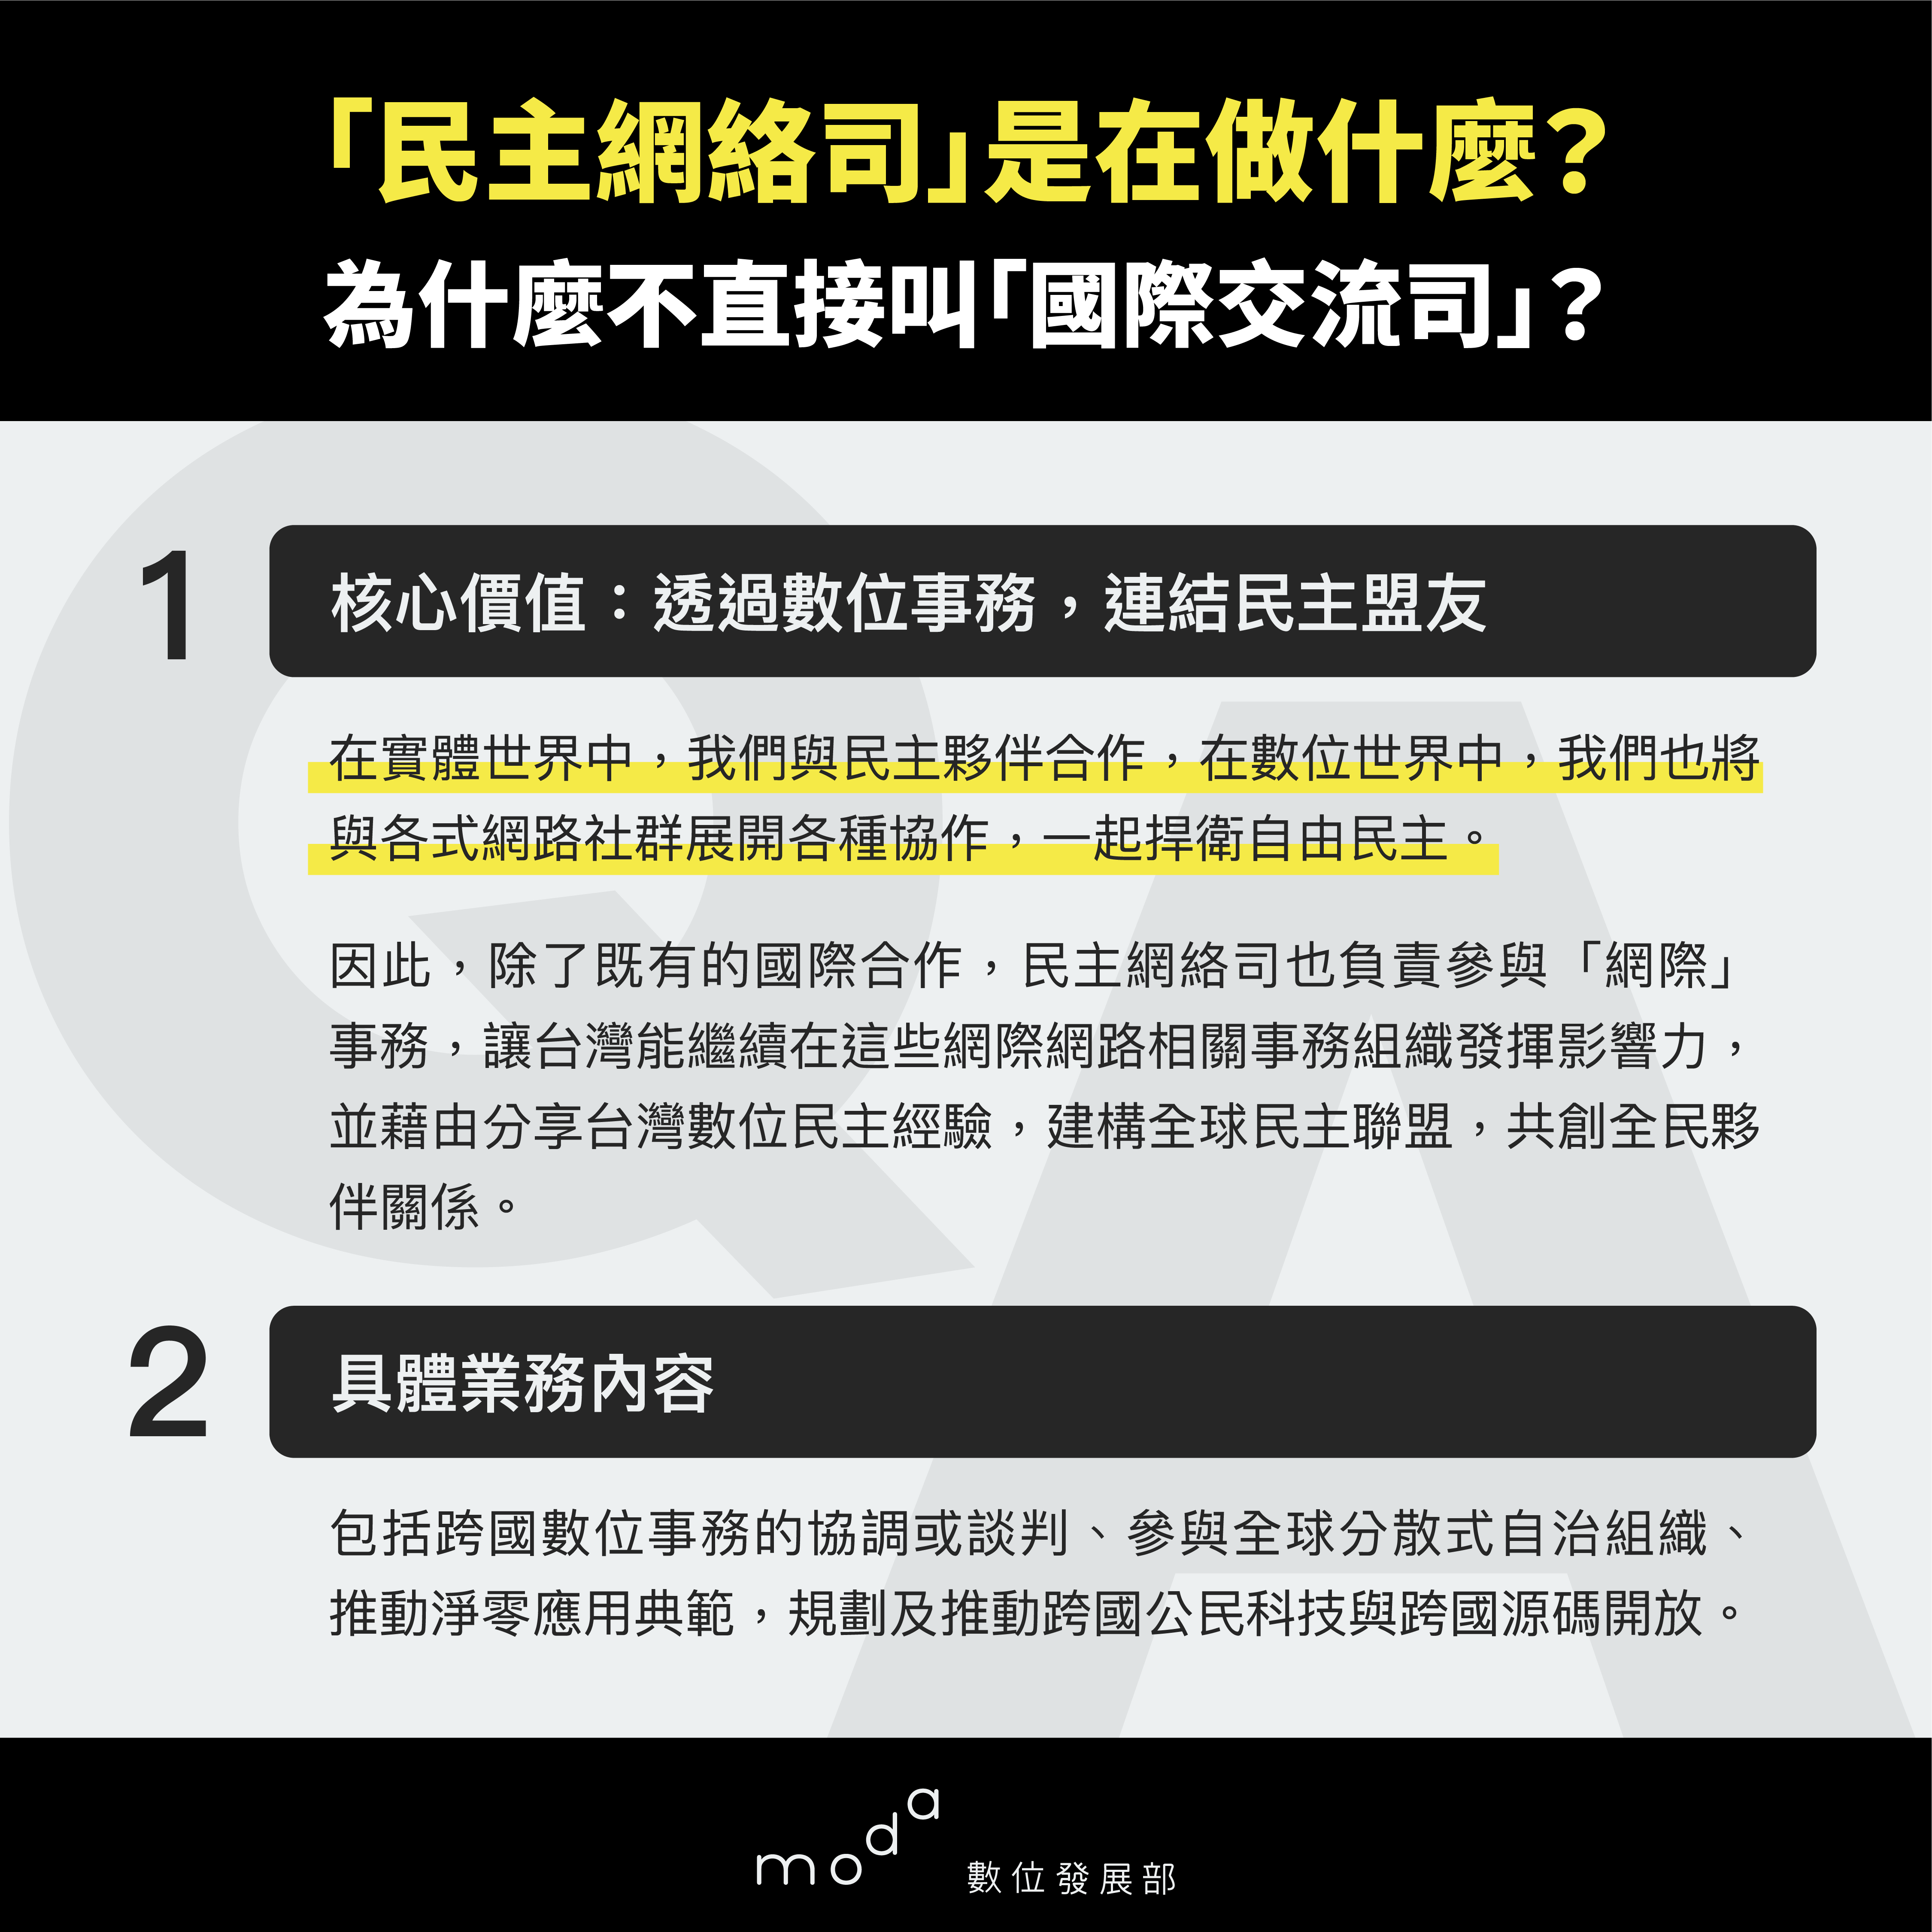 「民主網絡司」是在做什麼？
為什麼不直接叫「國際交流司」？
1
核心價值：透過數位事務，連結民主盟友
在實體世界中，我們與民主夥伴合作，在數位世界中，我們也將
與各式網路社群展開各種協作，一起捍衛自由民主。
因此，除了既有的國際合作，民主網絡司也負責參與「網際」
事務，讓台灣能繼續在這些網際網路相關事務組織發揮影響力，
並藉由分享台灣數位民主經驗，建構全球民主聯盟，共創全民夥
伴關係。
2
具體業務內容
包括跨國數位事務的協調或談判、參與全球分散式自治組織、
推動淨零應用典範，規劃及推動跨國公民科技與跨國源碼開放。
moda 數位發展部